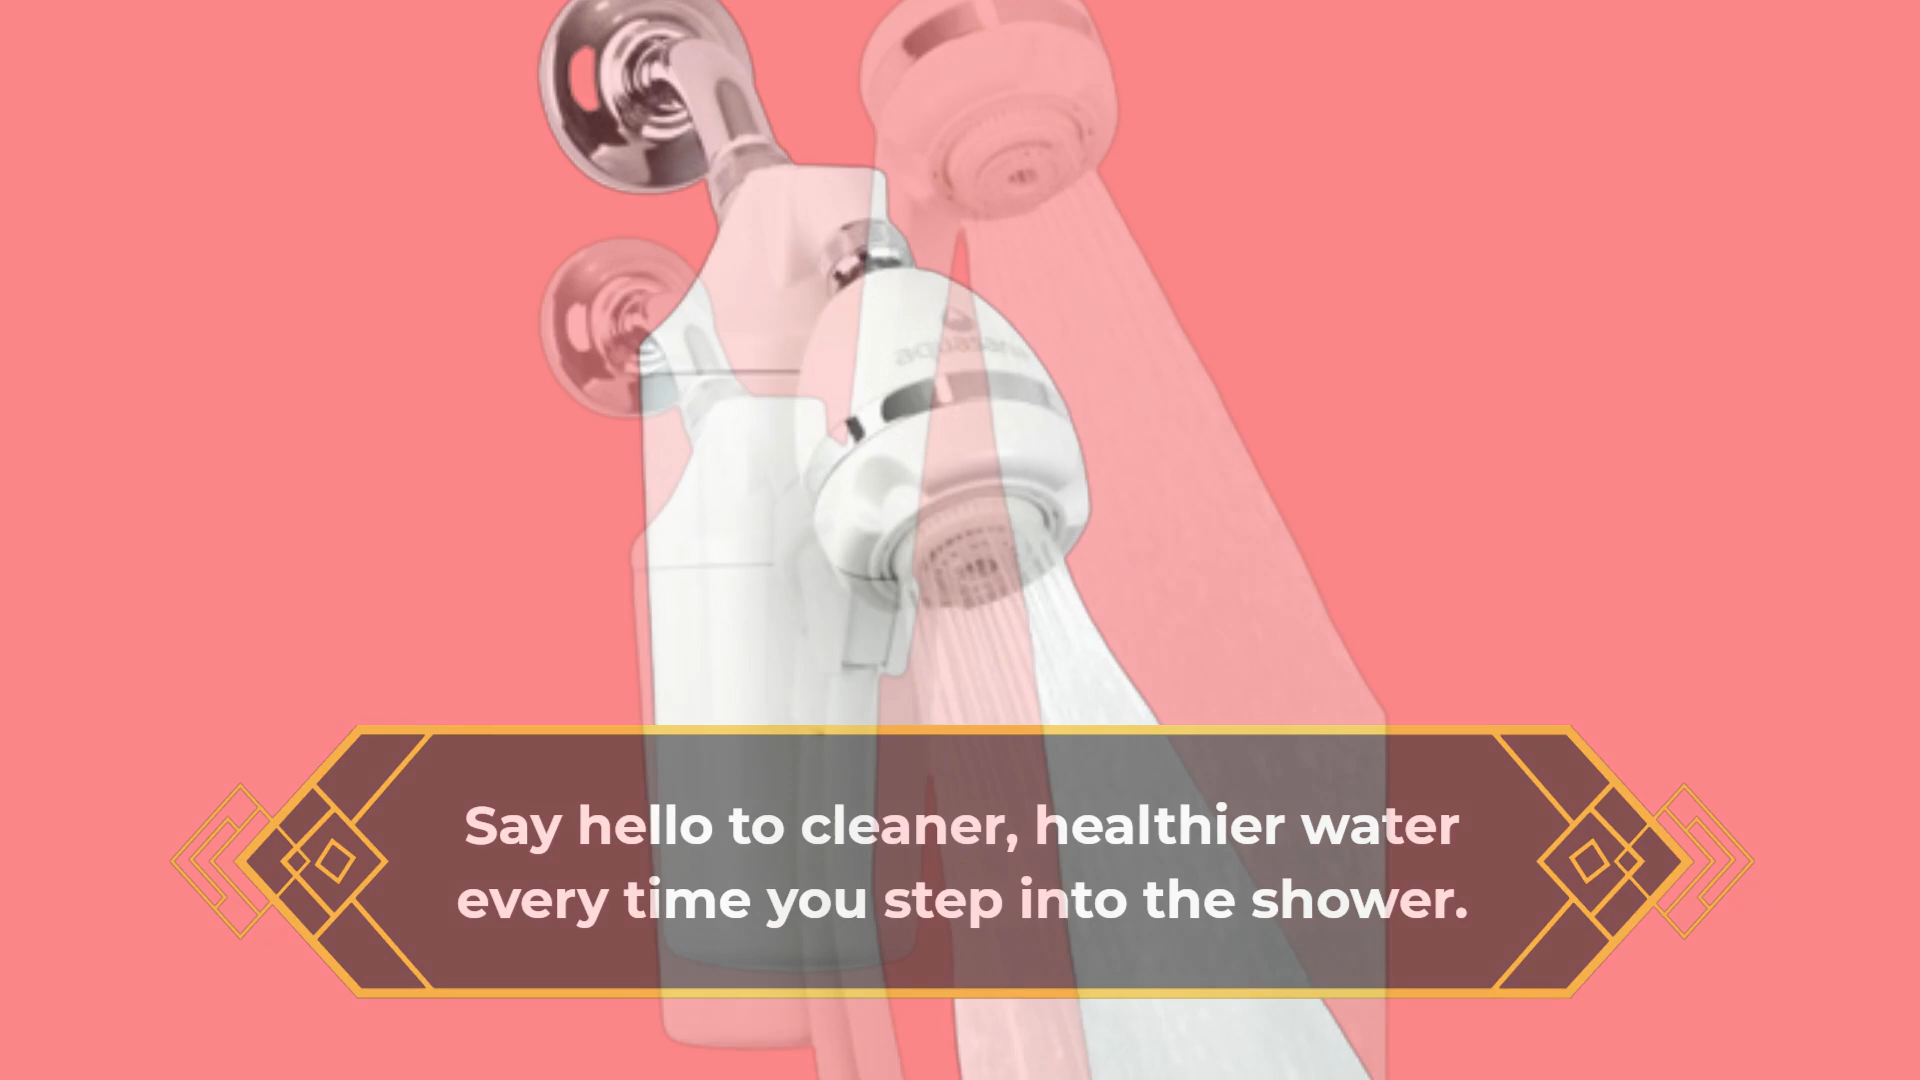 Say hello to cleaner, healthier water
every time you step into the shower.